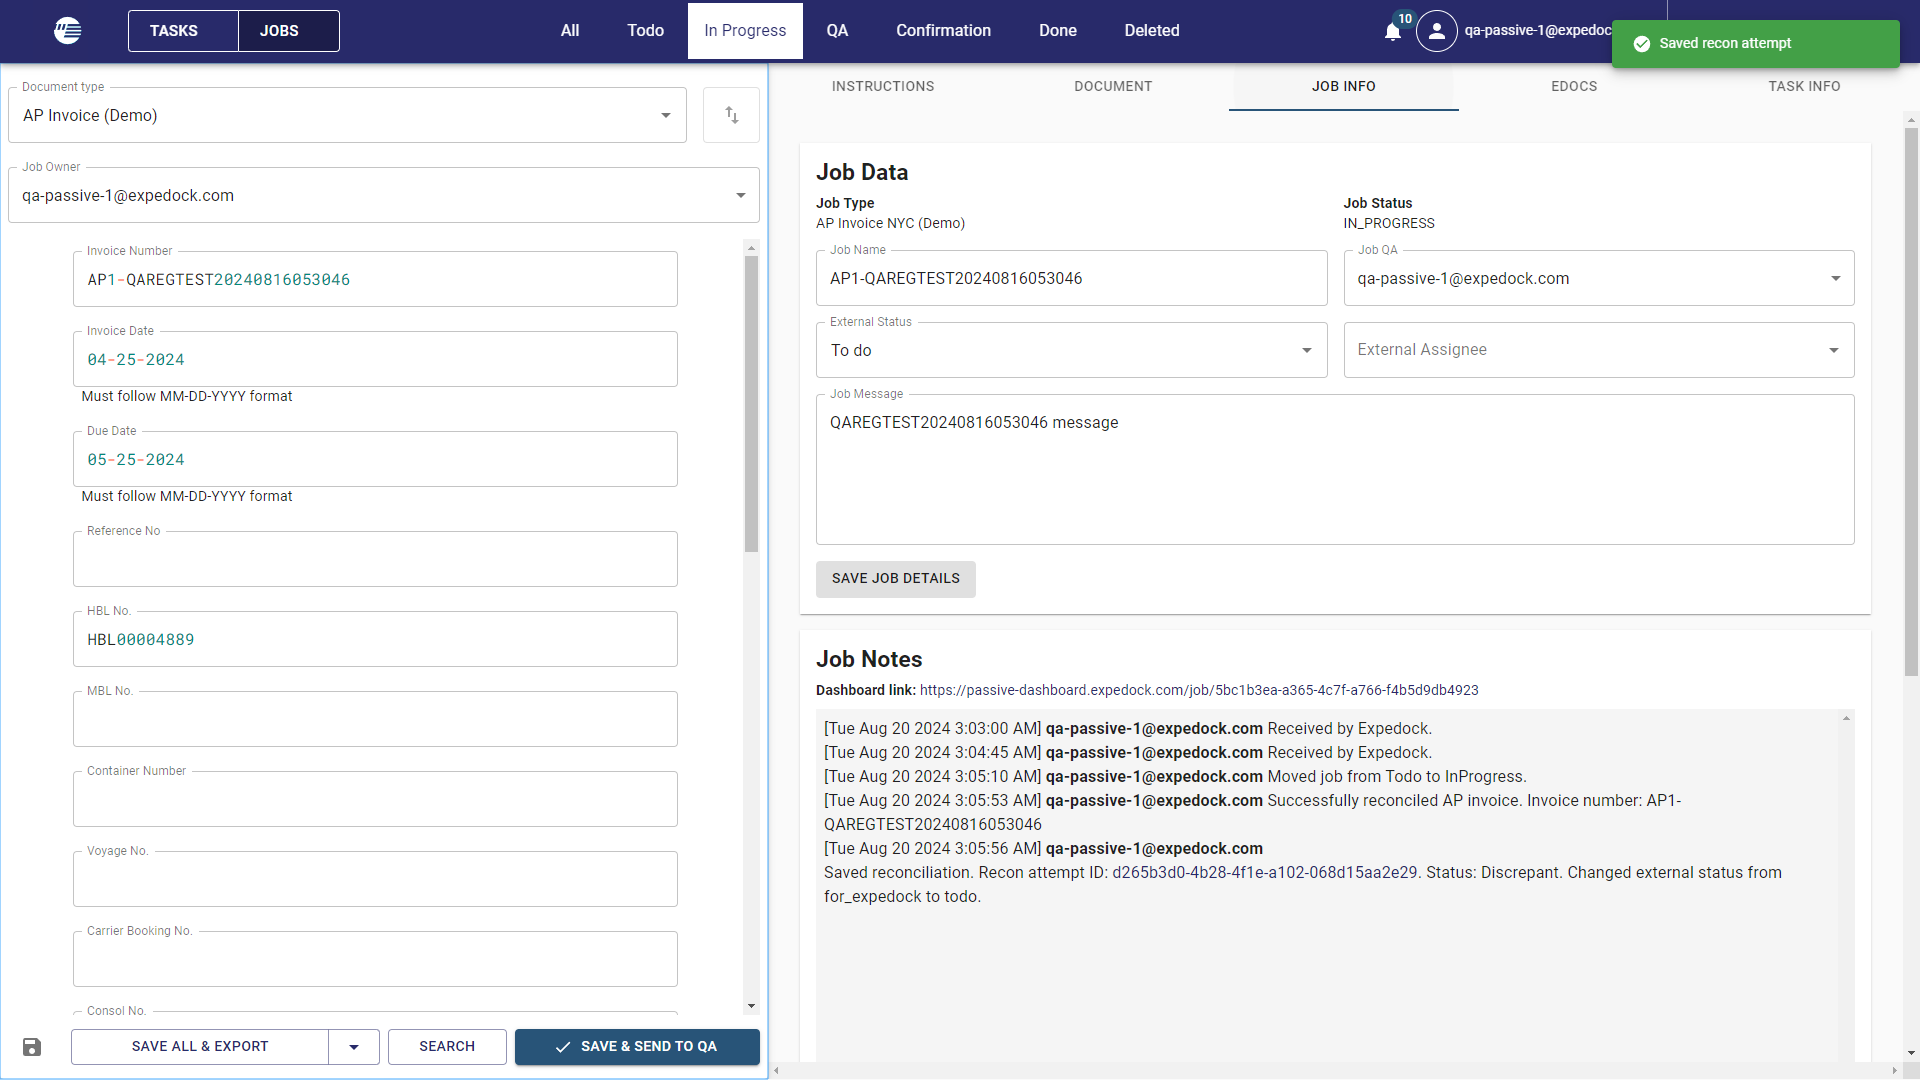 TASKS
JOBS
All
Todo
In Progress
QA
Confirmation
Done
Deleted
10
qa-passive-1@expedoc
Saved recon attempt
Document type
AP Invoice (Demo)
Job Owner
qa-passive-1@expedock.com
Invoice Number
AP1-QAREGTEST20240816053046
Invoice Date
04-25-2024
Must follow MM-DD-YYYY format
Due Date
05-25-2024
Must follow MM-DD-YYYY format
Reference No
HBL No.
HBL00004889
MBL No.
Container Number
Voyage No.
Carrier Booking No.
Consol No.
SAVE ALL & EXPORT
SEARCH
SAVE & SEND TO QA
INSTRUCTIONS
DOCUMENT
JOB INFO
EDOCS
TASK INFO
Job Data
Job Type
AP Invoice NYC (Demo)
Job Status
IN_PROGRESS
Job Name
AP1-QAREGTEST20240816053046
Job QA
qa-passive-1@expedock.com
External Status
To do
External Assignee
Job Message
QAREGTEST20240816053046 message
SAVE JOB DETAILS
Job Notes
Dashboard link: https://passive-dashboard.expedock.com/job/5bc1b3ea-a365-4c7f-a766-f4b5d9db4923
[Tue Aug 20 2024 3:03:00 AM] qa-passive-1@expedock.com Received by Expedock.
[Tue Aug 20 2024 3:04:45 AM] qa-passive-1@expedock.com Received by Expedock.
[Tue Aug 20 2024 3:05:10 AM] qa-passive-1@expedock.com Moved job from Todo to InProgress.
[Tue Aug 20 2024 3:05:53 AM] qa-passive-1@expedock.com Successfully reconciled AP invoice. Invoice number: AP1-
QAREGTEST20240816053046
[Tue Aug 20 2024 3:05:56 AM] qa-passive-1@expedock.com
Saved reconciliation. Recon attempt ID: d265b3d0-4b28-4f1e-a102-068d15aa2e29. Status: Discrepant. Changed external status from
for_expedock to todo.